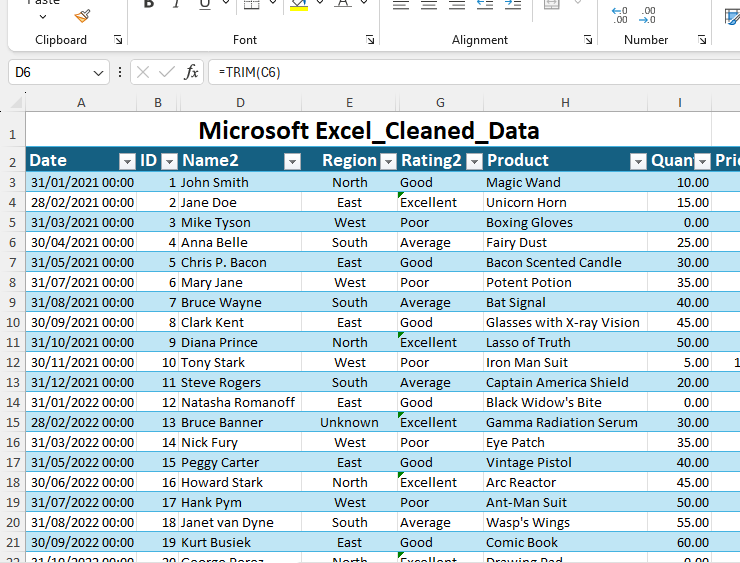 Paste B I U A ←0 .00
.00 →0
Clipboard Font Alignment Number
D6 fx =TRIM(C6)
A B D E G H I
1 Microsoft Excel_Cleaned_Data
2 Date ID Name2 Region Rating2 Product Quan Pri
3 31/01/2021 00:00 1 John Smith North Good Magic Wand 10.00
4 28/02/2021 00:00 2 Jane Doe East Excellent Unicorn Horn 15.00
5 31/03/2021 00:00 3 Mike Tyson West Poor Boxing Gloves 0.00
6 30/04/2021 00:00 4 Anna Belle South Average Fairy Dust 25.00
7 31/05/2021 00:00 5 Chris P. Bacon East Good Bacon Scented Candle 30.00
8 31/07/2021 00:00 6 Mary Jane West Poor Potent Potion 35.00
9 31/08/2021 00:00 7 Bruce Wayne South Average Bat Signal 40.00
10 30/09/2021 00:00 8 Clark Kent East Good Glasses with X-ray Vision 45.00
11 31/10/2021 00:00 9 Diana Prince North Excellent Lasso of Truth 50.00
12 30/11/2021 00:00 10 Tony Stark West Poor Iron Man Suit 5.00 1
13 31/12/2021 00:00 11 Steve Rogers South Average Captain America Shield 20.00
14 31/01/2022 00:00 12 Natasha Romanoff East Good Black Widow's Bite 0.00
15 28/02/2022 00:00 13 Bruce Banner Unknown Excellent Gamma Radiation Serum 30.00
16 31/03/2022 00:00 14 Nick Fury West Poor Eye Patch 35.00
17 31/05/2022 00:00 15 Peggy Carter East Good Vintage Pistol 40.00
18 30/06/2022 00:00 16 Howard Stark North Excellent Arc Reactor 45.00
19 31/07/2022 00:00 17 Hank Pym West Poor Ant-Man Suit 50.00
20 31/08/2022 00:00 18 Janet van Dyne South Average Wasp's Wings 55.00
21 30/09/2022 00:00 19 Kurt Busiek East Good Comic Book 60.00
22 31/10/2022 00:00 20 George Perez North Excellent Drawing Pad 0.00